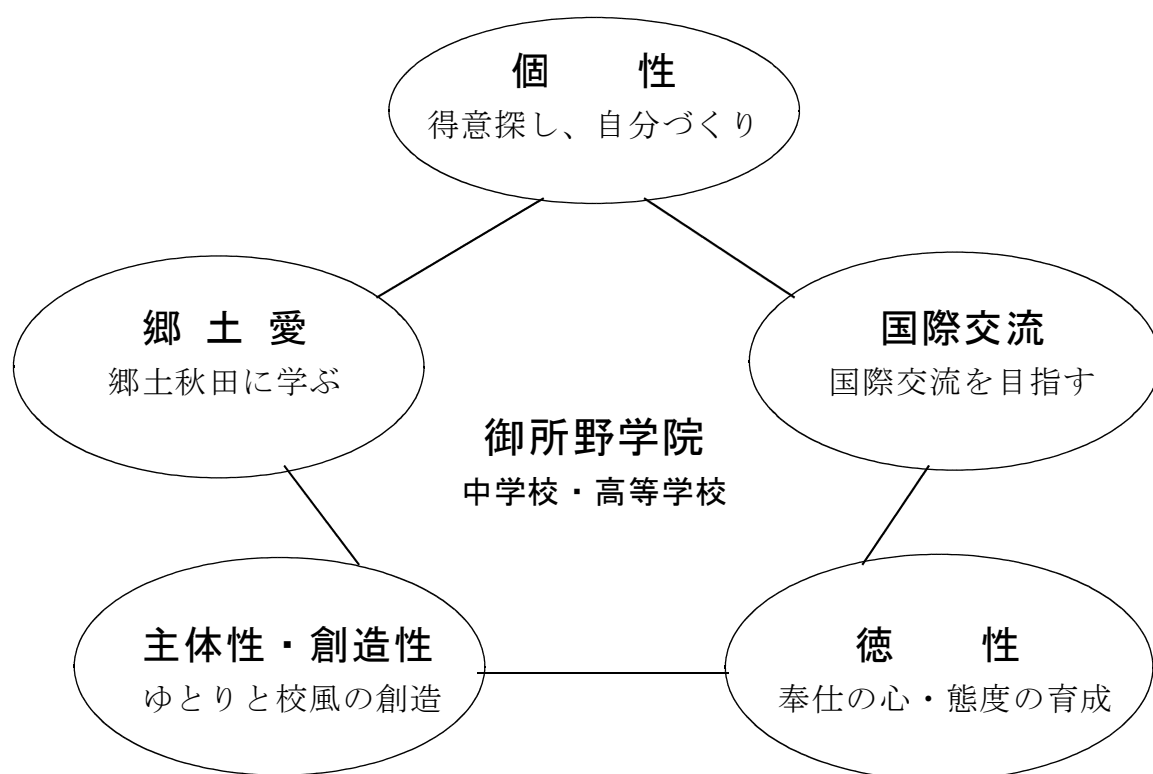 個　　性
得意探し、自分づくり
郷 土 愛
郷土秋田に学ぶ
国際交流
国際交流を目指す
御所野学院
中学校・高等学校
主体性・創造性
ゆとりと校風の創造
徳　　性
奉仕の心・態度の育成